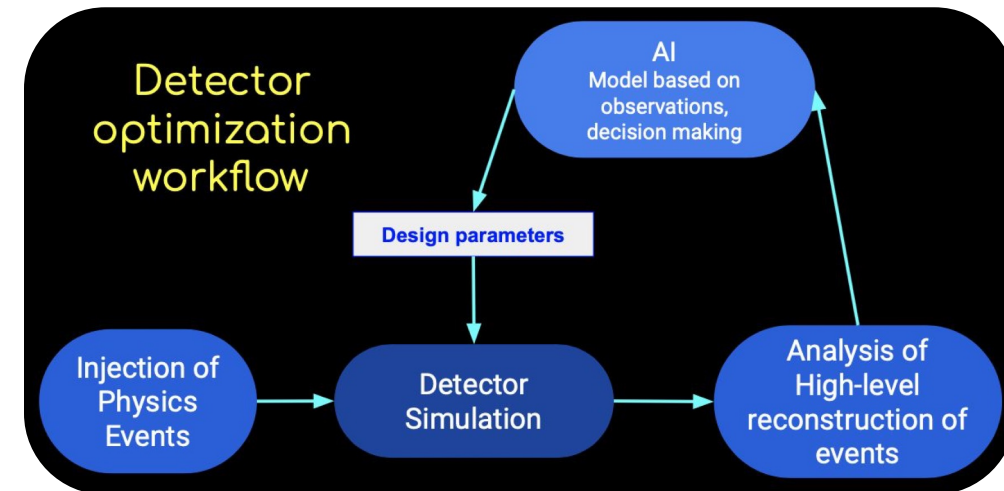 Detector
optimization
workflow
AI
Model based on
observations,
decision making
Design parameters
Injection of
Physics
Events
Detector
Simulation
Analysis of
High-level
reconstruction of
events